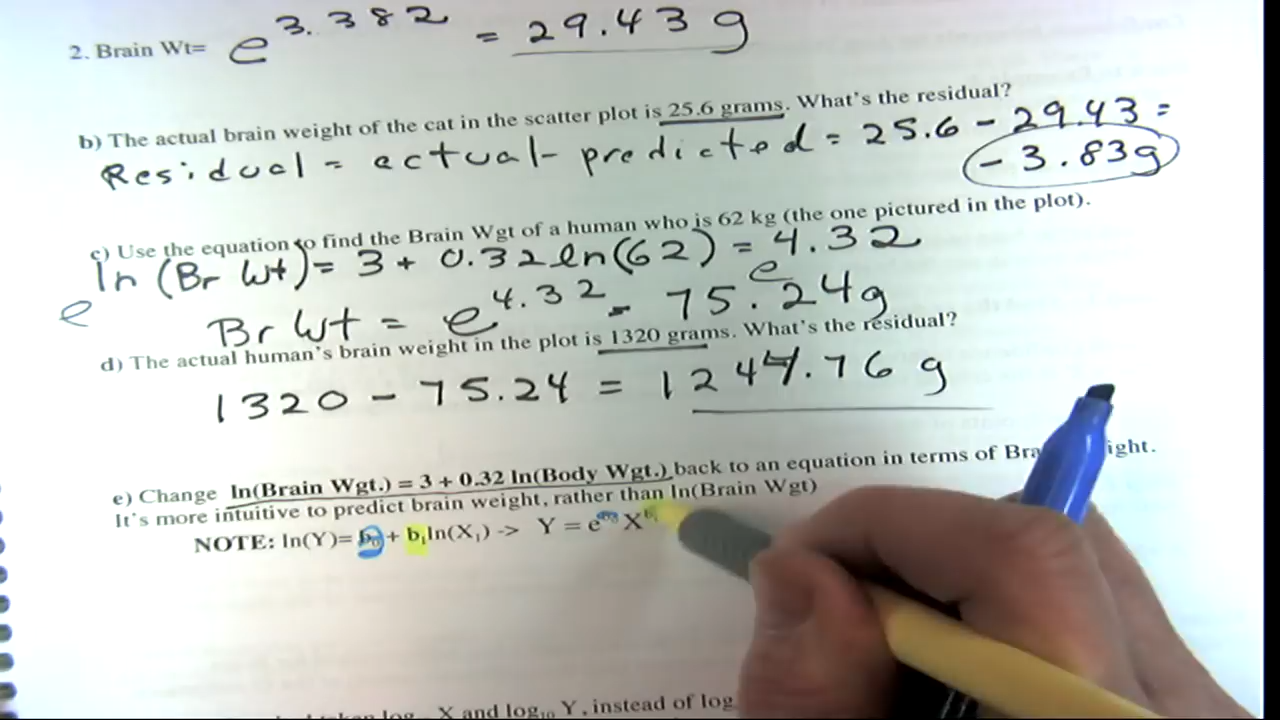 2. Brain Wt= e^3.382 = 29.43 g
b) The actual brain weight of the cat in the scatter plot is 25.6 grams. What's the residual?
Residual = actual - predicted = 25.6 - 29.43 =
- 3.83g
c) Use the equation to find the Brain Wgt of a human who is 62 kg (the one pictured in the plot).
ln (Br Wt) = 3 + 0.32 ln(62) = 4.32
e e
Br Wt = e^4.32 = 75.24g
d) The actual human's brain weight in the plot is 1320 grams. What's the residual?
1320 - 75.24 = 1244.76 g
e) Change ln(Brain Wgt.) = 3 + 0.32 ln(Body Wgt.) back to an equation in terms of ight.
It's more intuitive to predict brain weight, rather than ln(Brain Wgt)
NOTE: ln(Y)= b₀ + b₁ln(X₁) -> Y = e^b₀ X^b₁
X and log₁₀ Y, instead of log